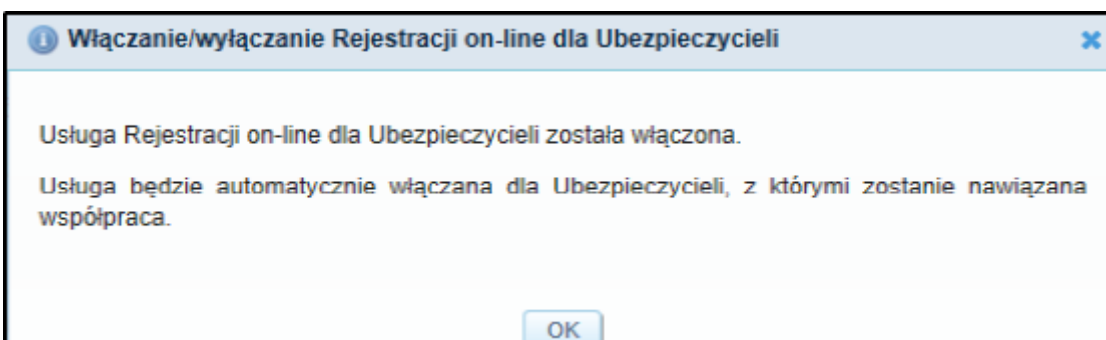 Włączanie/wyłączanie Rejestracji on-line dla Ubezpieczycieli
Usługa Rejestracji on-line dla Ubezpieczycieli została włączona.
Usługa będzie automatycznie włączana dla Ubezpieczycieli, z którymi zostanie nawiązana
współpraca.
OK